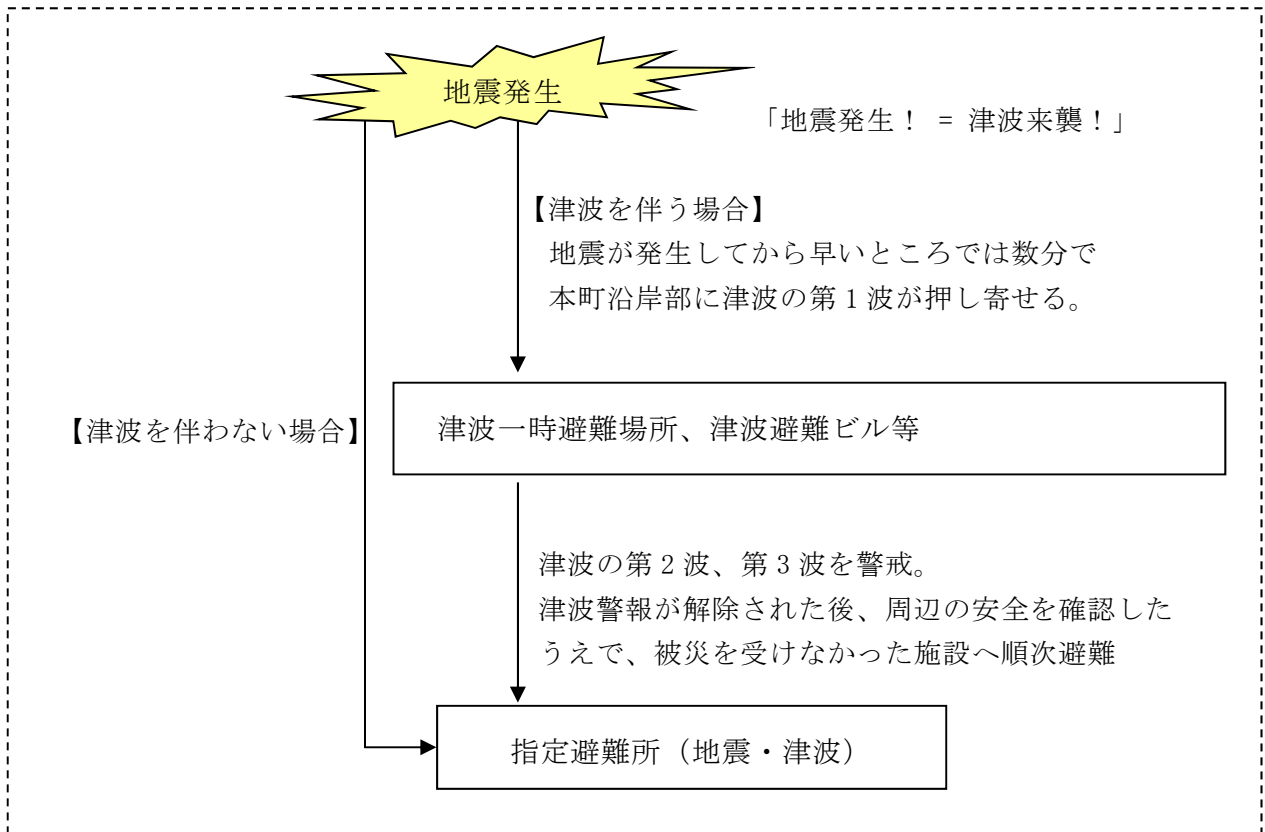 地震発生
「地震発生！ = 津波来襲！」
【津波を伴う場合】
地震が発生してから早いところでは数分で
本町沿岸部に津波の第１波が押し寄せる。
【津波を伴わない場合】
津波一時避難場所、津波避難ビル等
津波の第２波、第３波を警戒。
津波警報が解除された後、周辺の安全を確認した
うえで、被災を受けなかった施設へ順次避難
指定避難所（地震・津波）